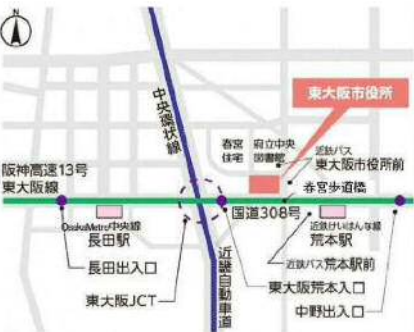 N
中央環状線
東大阪市役所
春宮
住宅
府立中央
図書館
近鉄バス
東大阪市役所前
阪神高速13号
東大阪線
春宮歩道橋
国道308号
OsakaMetro中央線
長田駅
近鉄けいはんな線
荒本駅
長田出入口
近畿自動車道
近鉄バス荒本駅前
東大阪荒本入口
東大阪JCT
中野出入口